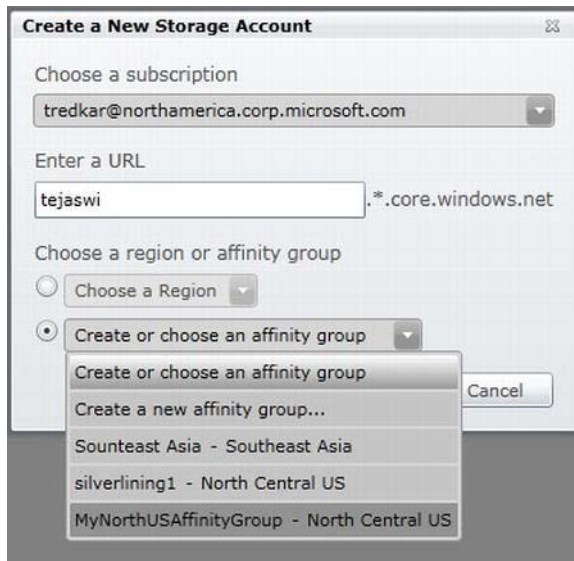 Create a New Storage Account
Choose a subscription
tredkar@northamerica.corp.microsoft.com
Enter a URL
tejaswi .*.core.windows.net
Choose a region or affinity group
Choose a Region
Create or choose an affinity group
Create or choose an affinity group
Create a new affinity group...
Sounteast Asia - Southeast Asia
silverlining1 - North Central US
MyNorthUSAffinityGroup - North Central US
Cancel